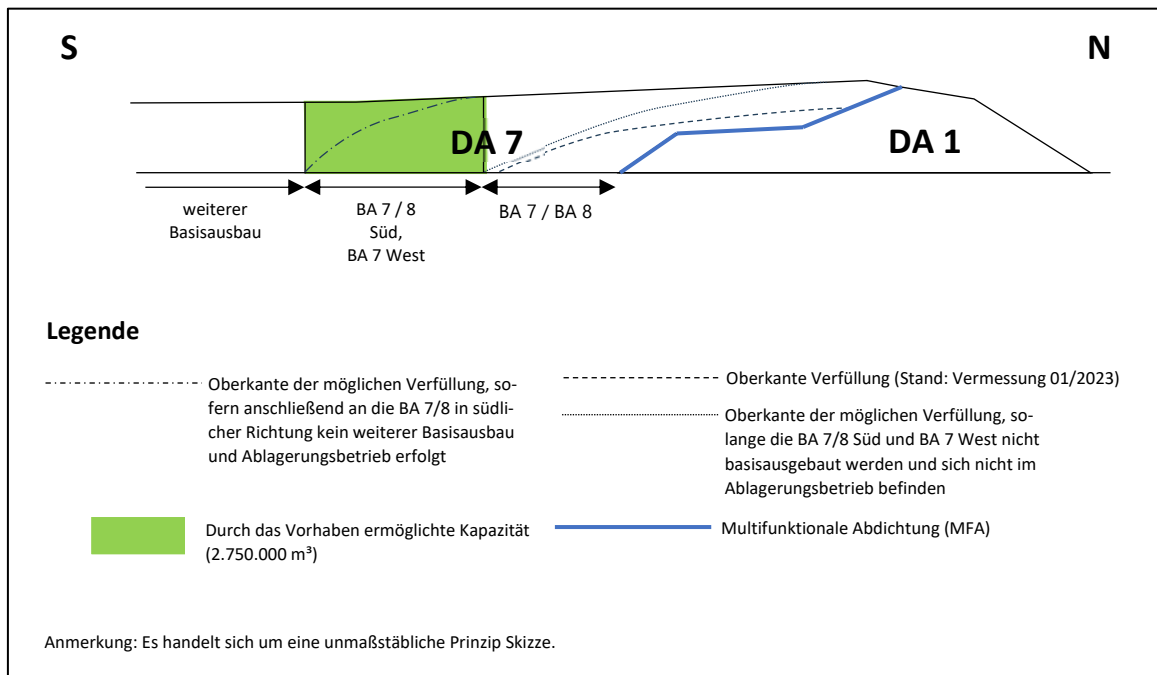 S
N
DA 7
DA 1
weiterer
Basisausbau
BA 7 / 8
Süd,
BA 7 West
BA 7 / BA 8
Legende
Oberkante der möglichen Verfüllung, so-
fern anschließend an die BA 7/8 in südli-
cher Richtung kein weiterer Basisausbau
und Ablagerungsbetrieb erfolgt
Oberkante Verfüllung (Stand: Vermessung 01/2023)
Oberkante der möglichen Verfüllung, so-
lange die BA 7/8 Süd und BA 7 West nicht
basisausgebaut werden und sich nicht im
Ablagerungsbetrieb befinden
Durch das Vorhaben ermöglichte Kapazität
(2.750.000 m³)
Multifunktionale Abdichtung (MFA)
Anmerkung: Es handelt sich um eine unmaßstäbliche Prinzip Skizze.